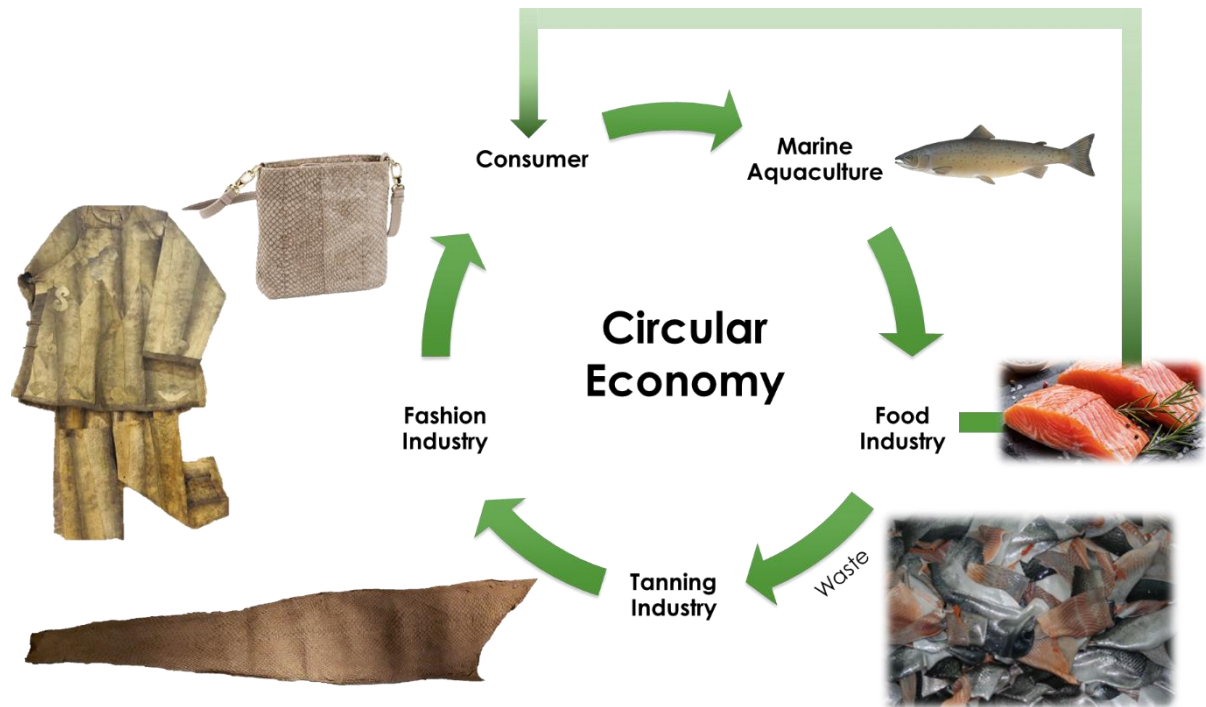 Consumer
Marine
Aquaculture
Circular
Economy
Fashion
Industry
Food
Industry
Waste
Tanning
Industry